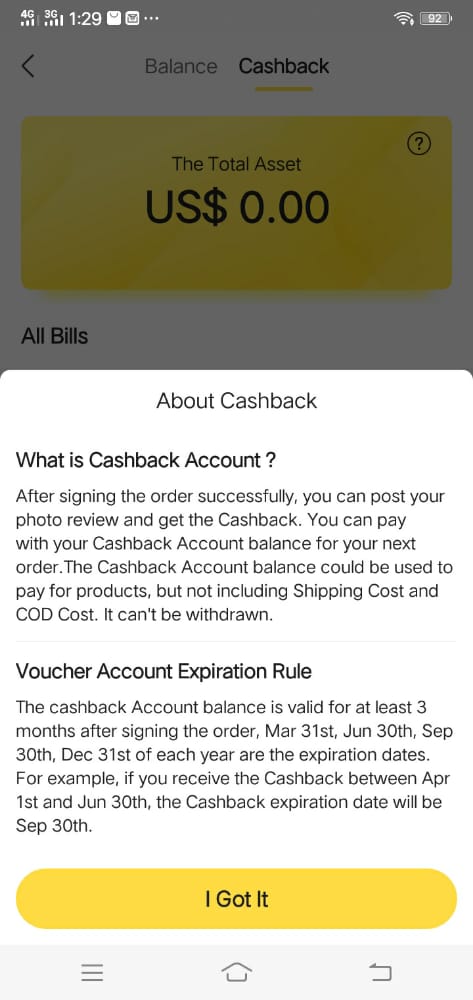 4G 3G 1:29 ... 92
Balance Cashback
?
The Total Asset
US$ 0.00
All Bills
About Cashback
What is Cashback Account ?
After signing the order successfully, you can post your
photo review and get the Cashback. You can pay
with your Cashback Account balance for your next
order.The Cashback Account balance could be used to
pay for products, but not including Shipping Cost and
COD Cost. It can't be withdrawn.
Voucher Account Expiration Rule
The cashback Account balance is valid for at least 3
months after signing the order, Mar 31st, Jun 30th, Sep
30th, Dec 31st of each year are the expiration dates.
For example, if you receive the Cashback between Apr
1st and Jun 30th, the Cashback expiration date will be
Sep 30th.
I Got It